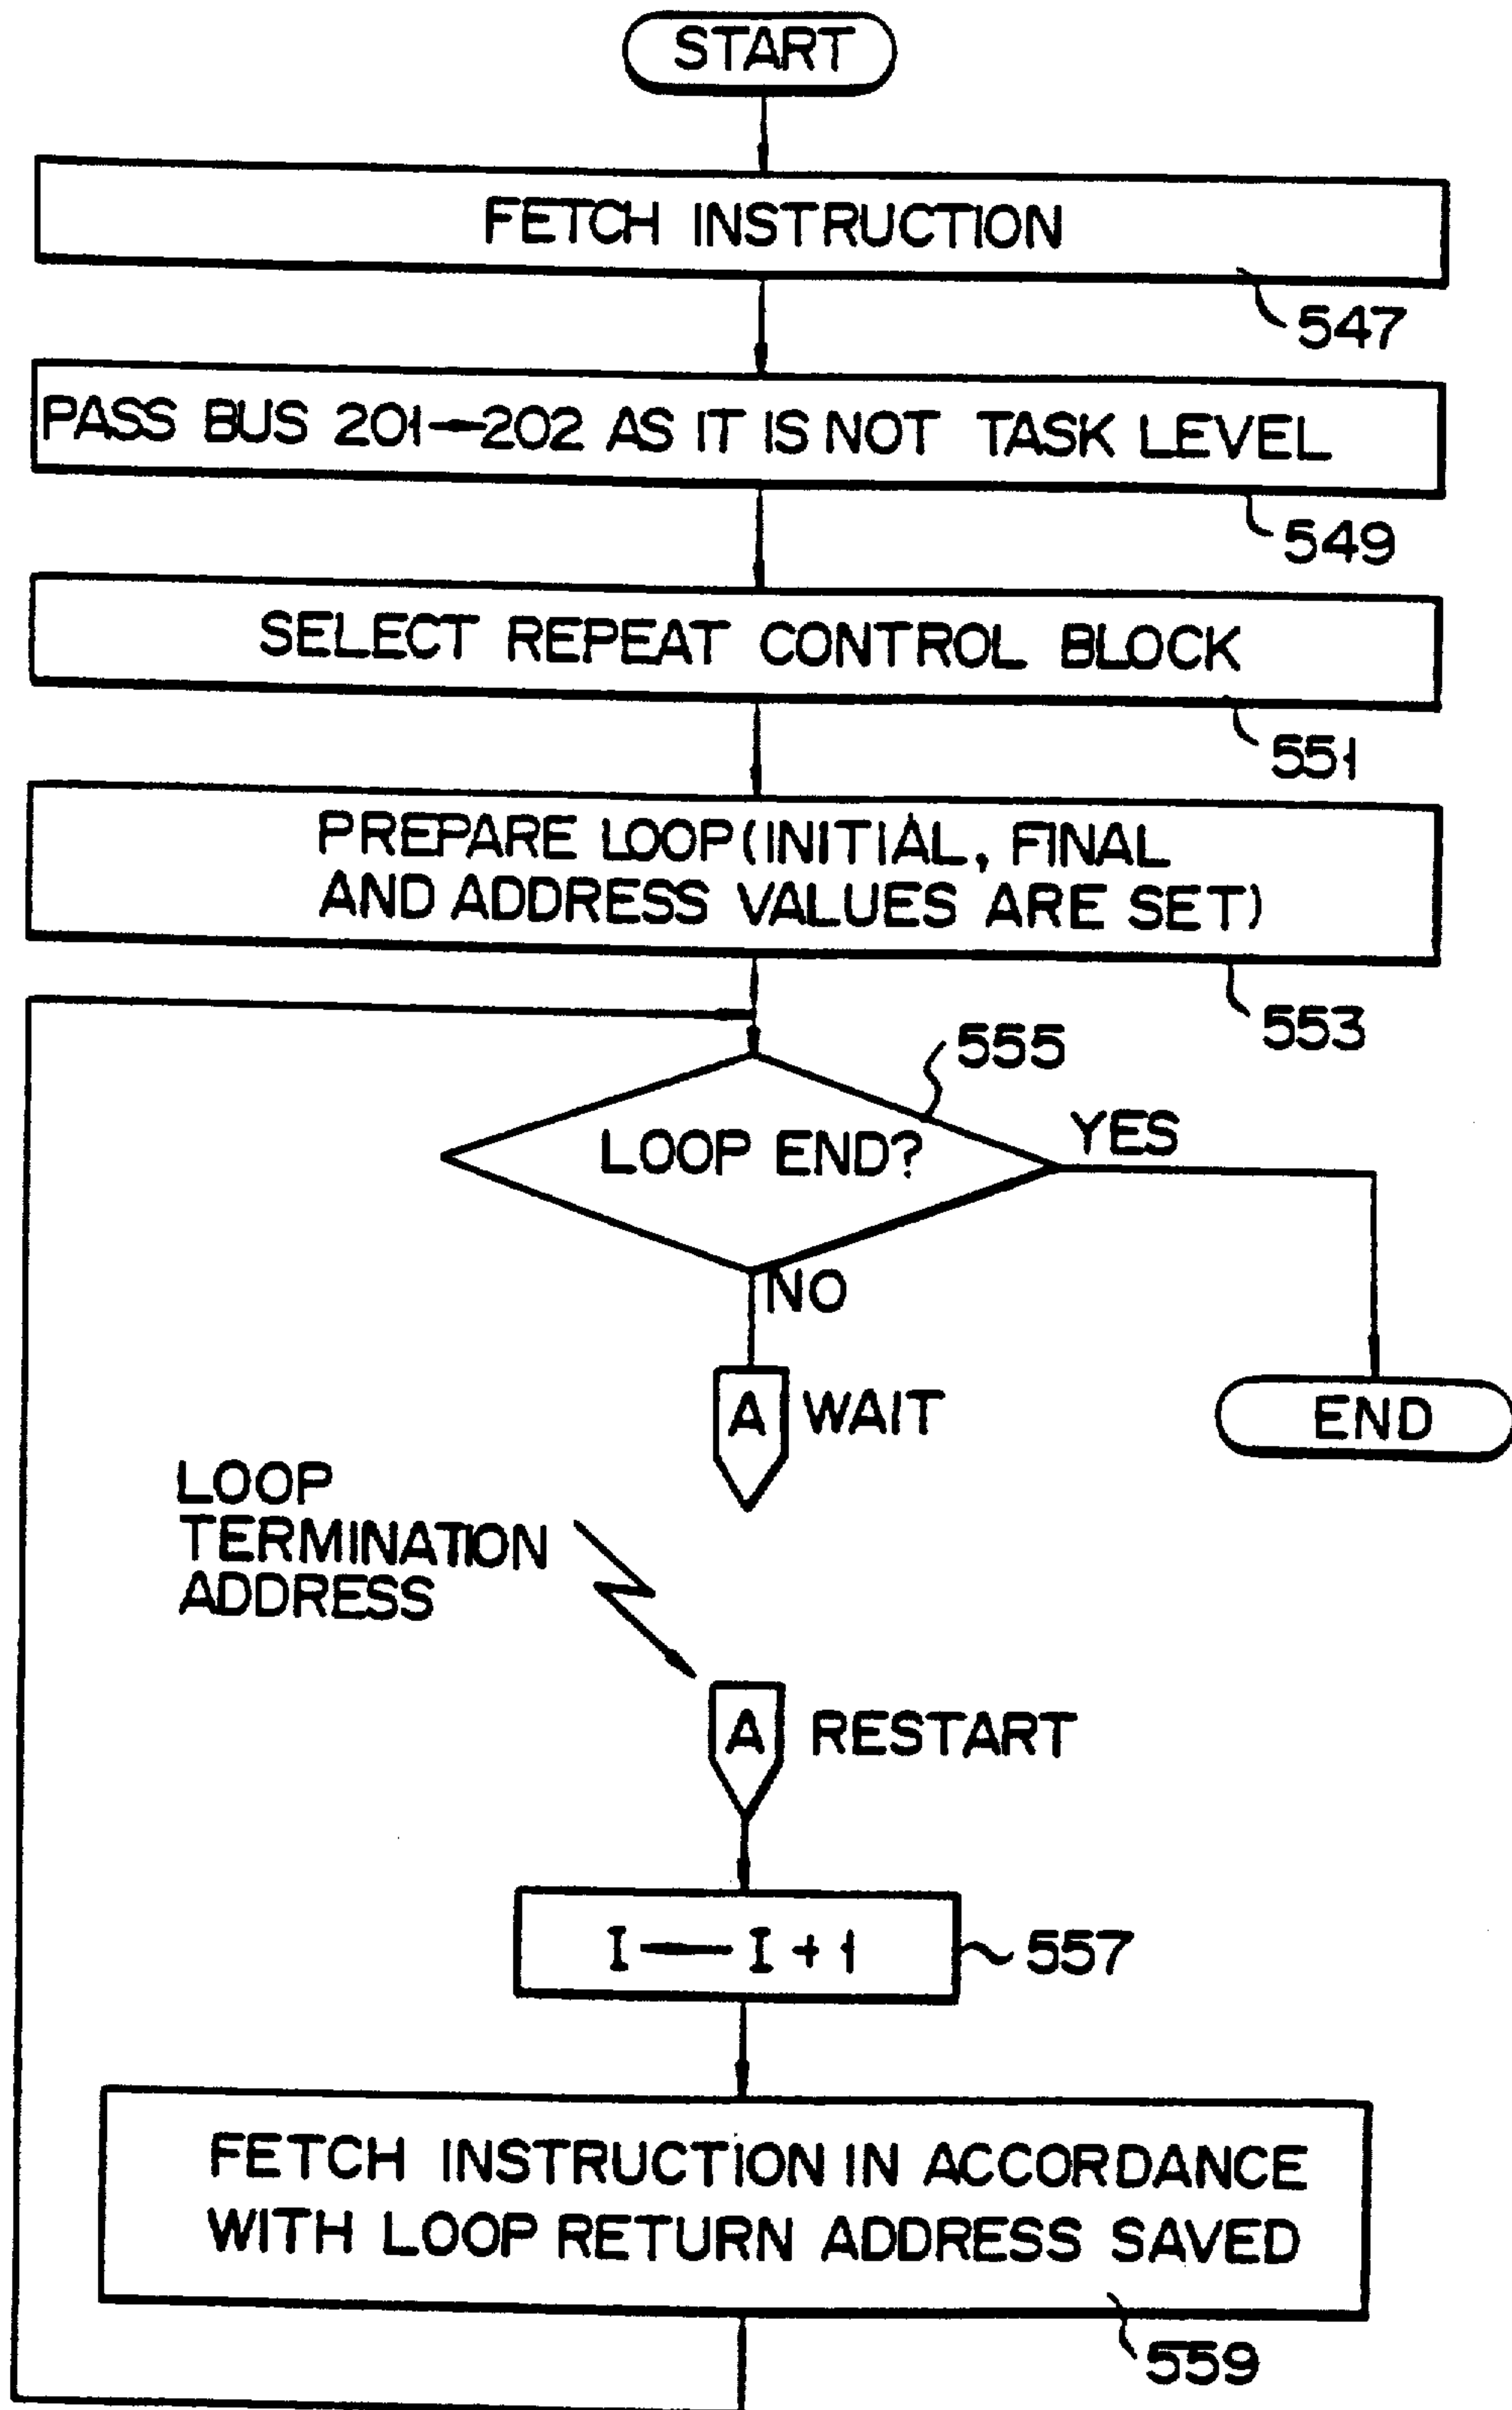 START
FETCH INSTRUCTION
547
PASS BUS 201→202 AS IT IS NOT TASK LEVEL
549
SELECT REPEAT CONTROL BLOCK
551
PREPARE LOOP(INITIAL, FINAL
AND ADDRESS VALUES ARE SET)
553
555
LOOP END?
YES
NO
A WAIT
END
LOOP
TERMINATION
ADDRESS
A RESTART
I — I + 1
557
FETCH INSTRUCTION IN ACCORDANCE
WITH LOOP RETURN ADDRESS SAVED
559